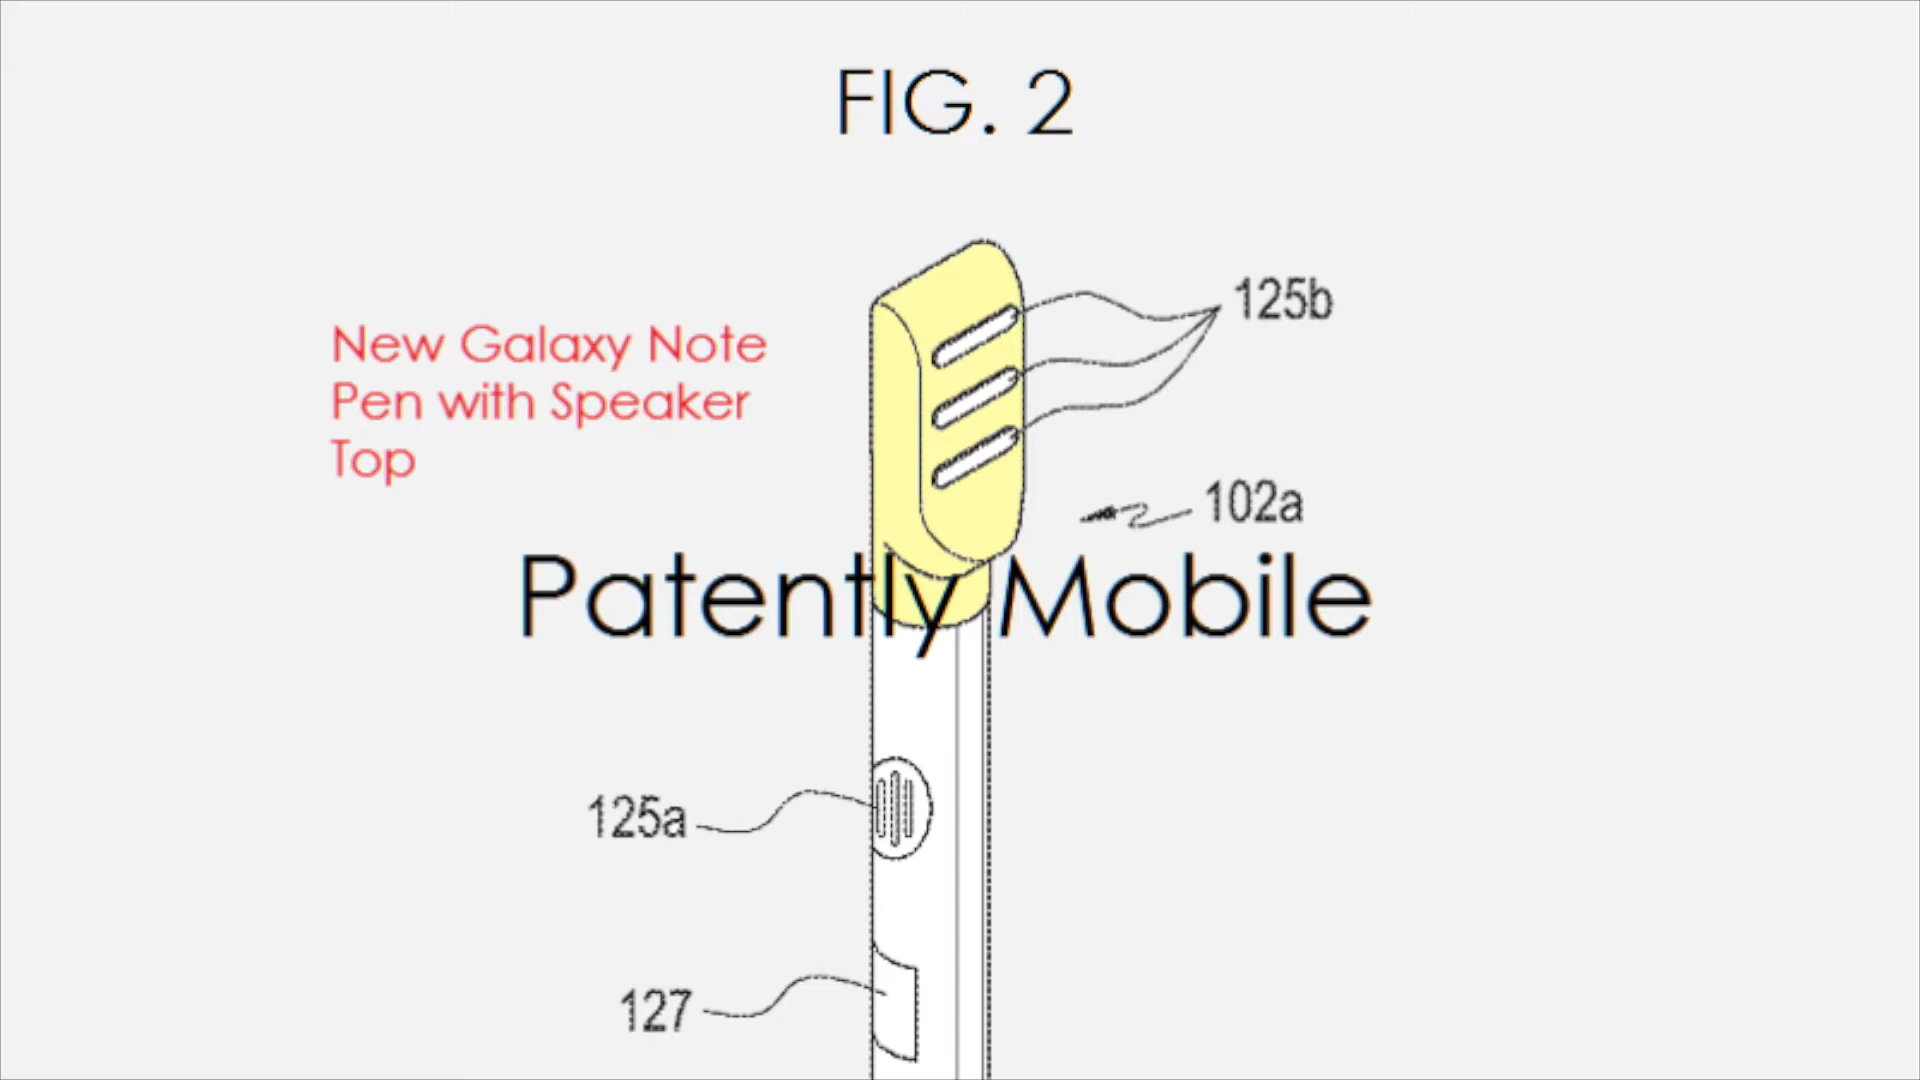 FIG. 2
125b
New Galaxy Note
Pen with Speaker
Top
102a
Patently Mobile
125a
127